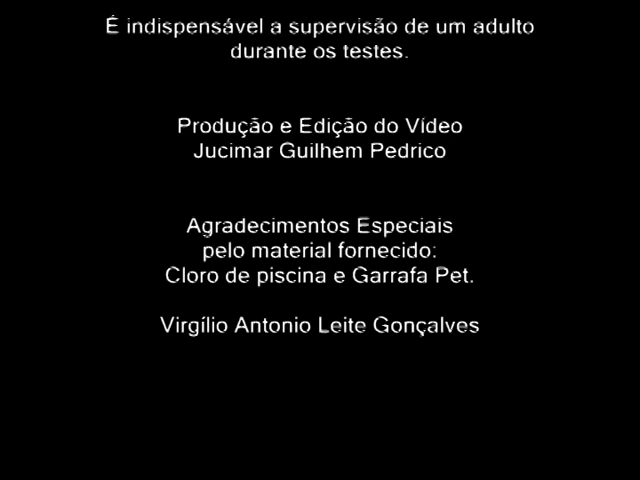 É indispensável a supervisão de um adulto
durante os testes.
Produção e Edição do Vídeo
Jucimar Guilhem Pedrico
Agradecimentos Especiais
pelo material fornecido:
Cloro de piscina e Garrafa Pet.
Virgílio Antonio Leite Gonçalves